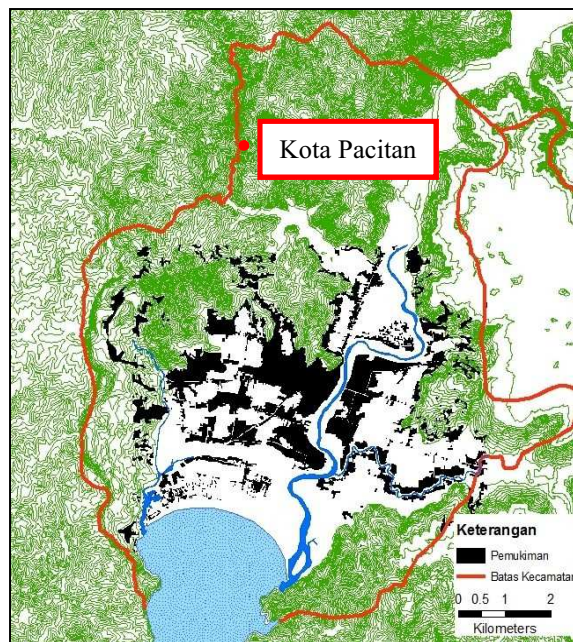 Kota Pacitan
Keterangan
Pemukiman
Batas Kecamatan
0 0.5 1 2
Kilometers